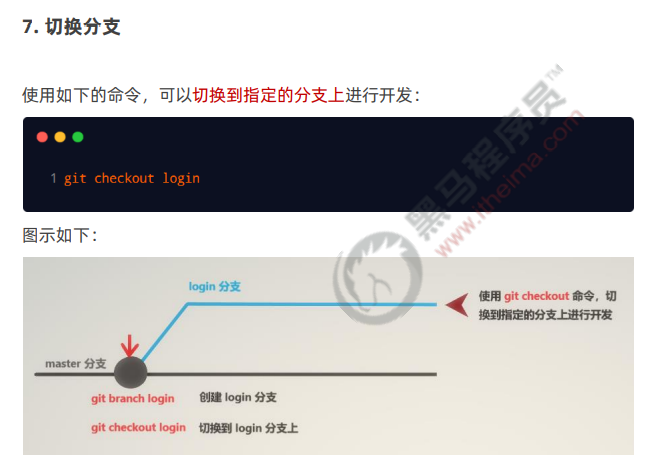 7. 切换分支
使用如下的命令，可以切换到指定的分支上进行开发：
1 git checkout login
图示如下：
login 分支
使用 git checkout 命令，切
换到指定的分支上进行开发
master 分支
git branch login 创建 login 分支
git checkout login 切换到 login 分支上
黑马程序员™
www.itheima.com